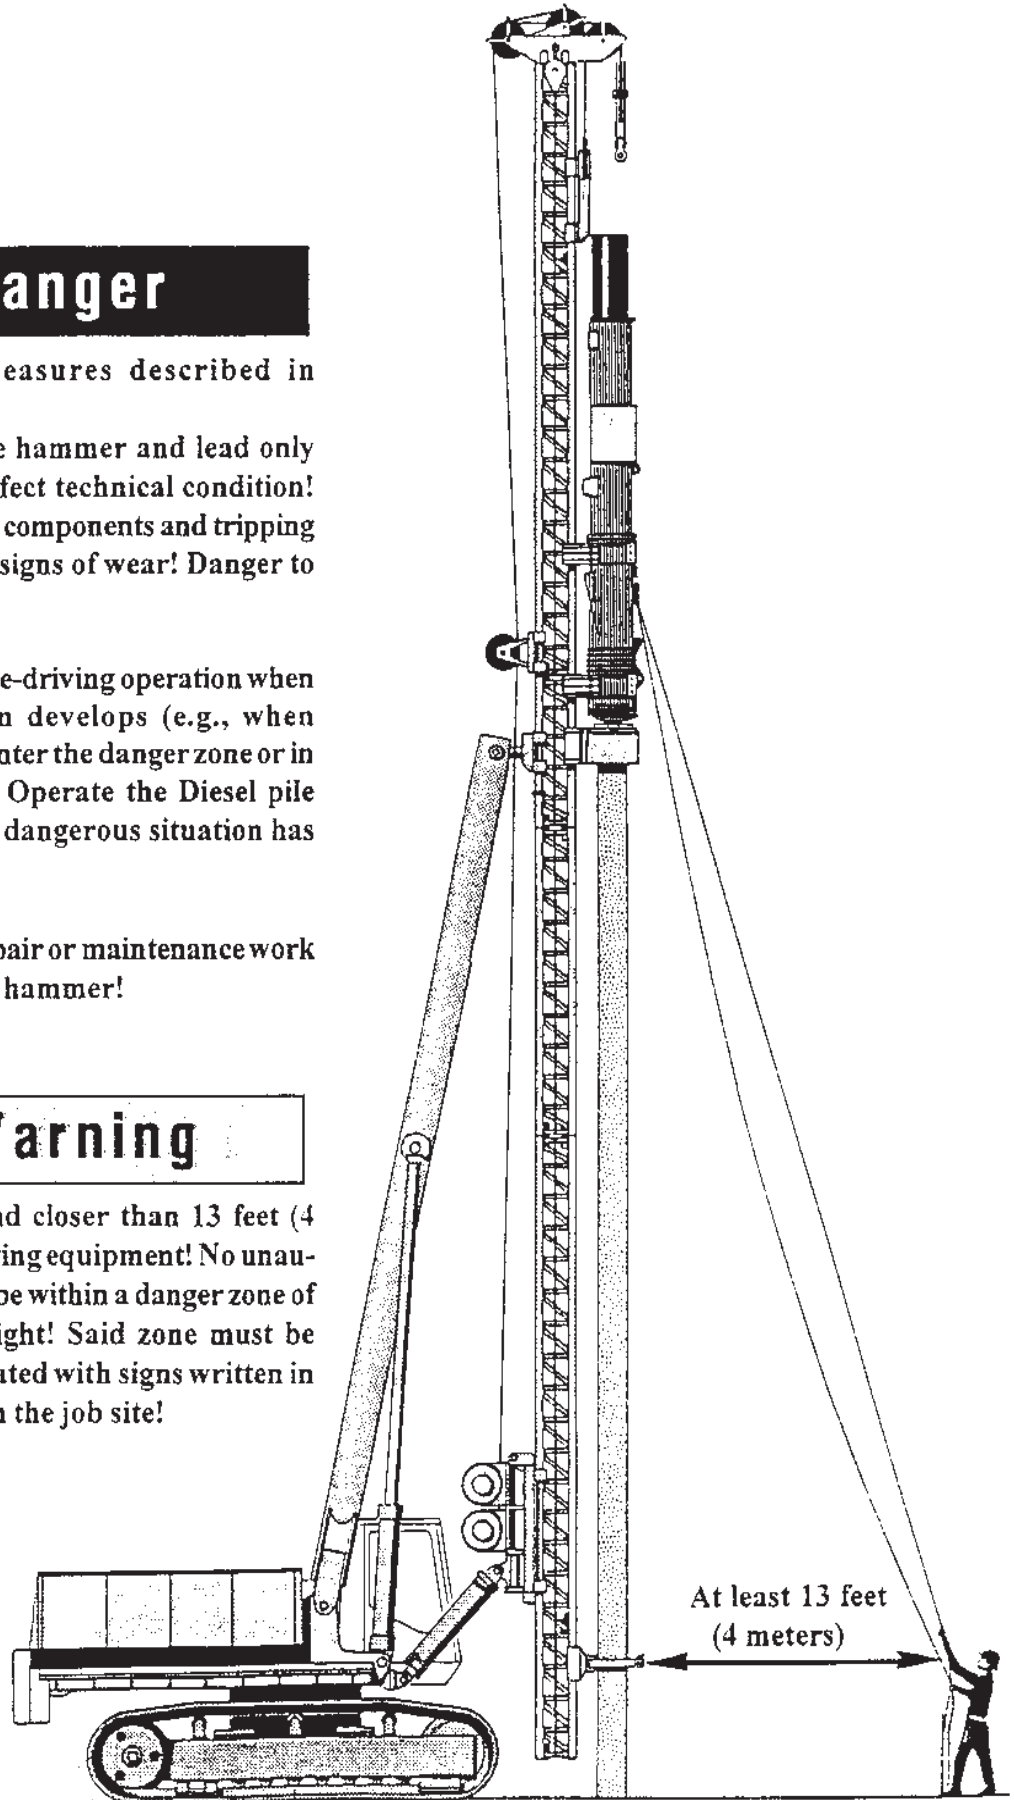 anger
easures described in
e hammer and lead only
fect technical condition!
components and tripping
signs of wear! Danger to
e-driving operation when
n develops (e.g., when
nter the danger zone or in
Operate the Diesel pile
dangerous situation has
pair or maintenance work
hammer!
arning
nd closer than 13 feet (4
ing equipment! No unau-
be within a danger zone of
ight! Said zone must be
ated with signs written in
n the job site!
At least 13 feet
(4 meters)